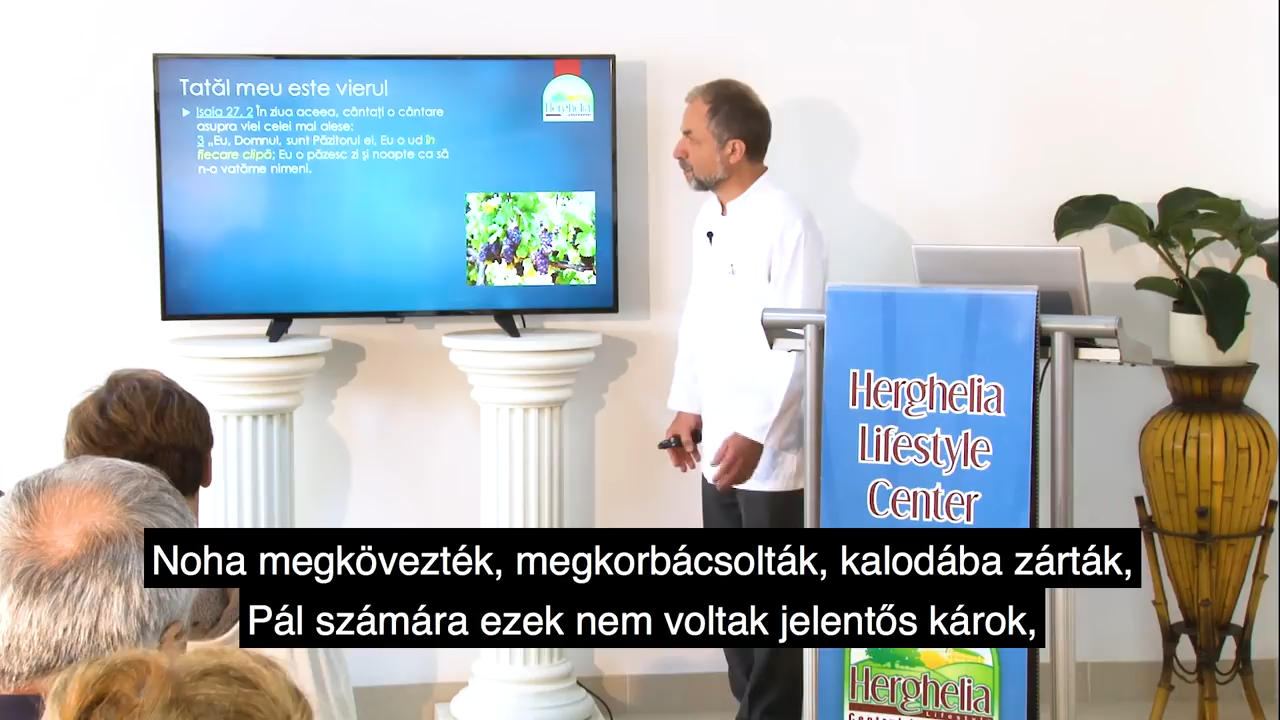 Tatăl meu este vierul
Isaia 27, 2 În ziua aceea, cântați o cântare
asupra viei celei mai alese:
3 „Eu, Domnul, sunt Păzitorul ei, Eu o ud în
fiecare clipă; Eu o păzesc zi și noapte ca să
n-o vatăme nimeni.
Herghelia
Herghelia
Lifestyle
Center
Noha megkövezték, megkorbácsolták, kalodába zárták,
Pál számára ezek nem voltak jelentős károk,
Herghelia
Lifestyle